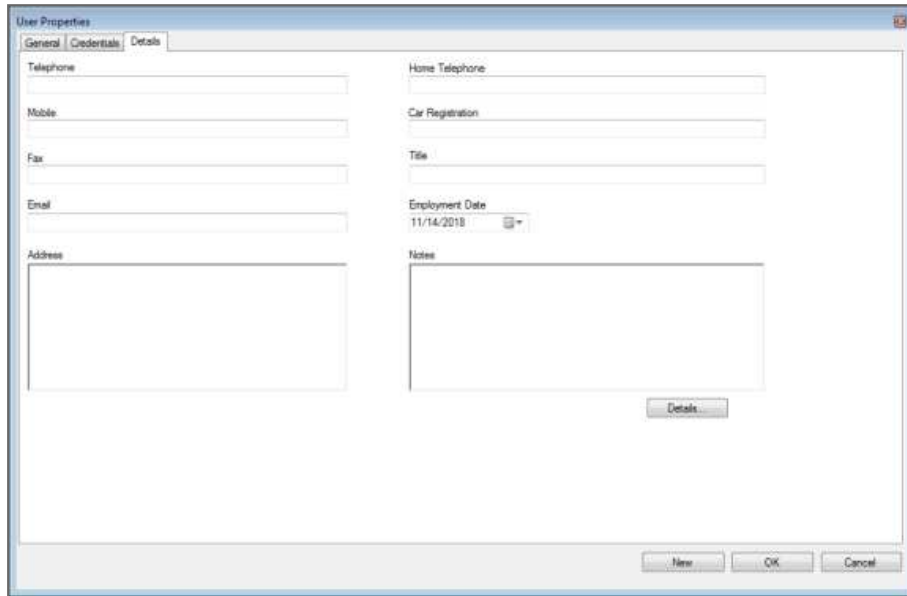 User Properties
General Credentials Details
Telephone Home Telephone
Mobile Car Registration
Fax Title
Email Employment Date
11/14/2018
Address Notes
Details...
New OK Cancel